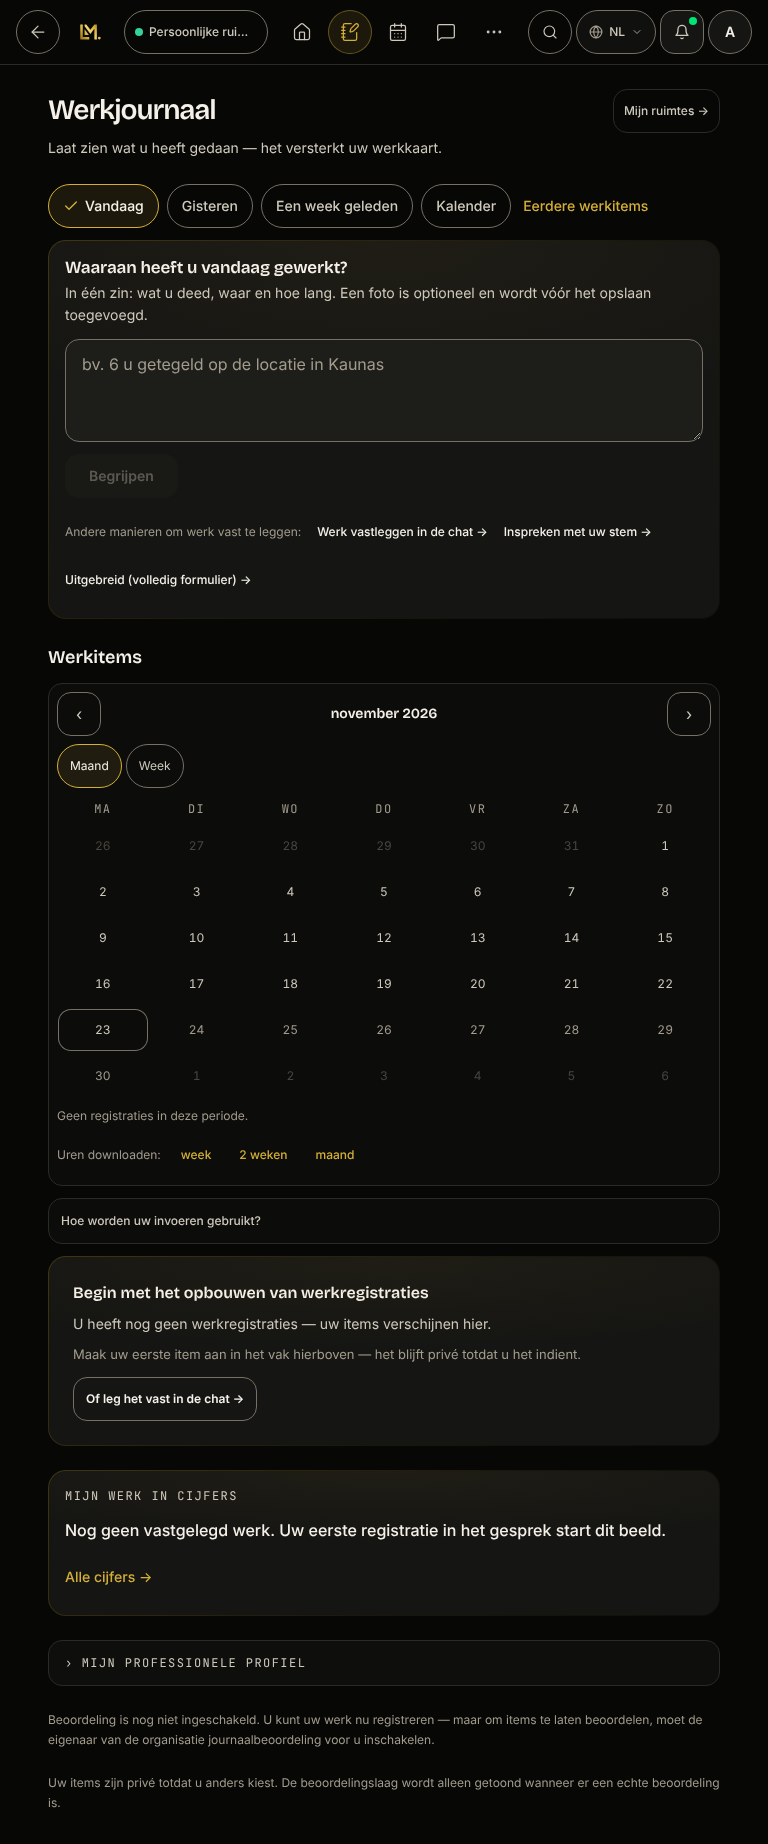 LM.
Persoonlijke rui...
NL
A
Werkjournaal
Mijn ruimtes →
Laat zien wat u heeft gedaan — het versterkt uw werkkaart.
Vandaag
Gisteren
Een week geleden
Kalender
Eerdere werkitems
Waaraan heeft u vandaag gewerkt?
In één zin: wat u deed, waar en hoe lang. Een foto is optioneel en wordt vóór het opslaan
toegevoegd.
bv. 6 u getegeld op de locatie in Kaunas
Begrijpen
Andere manieren om werk vast te leggen: Werk vastleggen in de chat → Inspreken met uw stem →
Uitgebreid (volledig formulier) →
Werkitems
‹ november 2026 ›
Maand Week
MA DI WO DO VR ZA ZO
26 27 28 29 30 31 1
2 3 4 5 6 7 8
9 10 11 12 13 14 15
16 17 18 19 20 21 22
23 24 25 26 27 28 29
30 1 2 3 4 5 6
Geen registraties in deze periode.
Uren downloaden: week 2 weken maand
Hoe worden uw invoeren gebruikt?
Begin met het opbouwen van werkregistraties
U heeft nog geen werkregistraties — uw items verschijnen hier.
Maak uw eerste item aan in het vak hierboven — het blijft privé totdat u het indient.
Of leg het vast in de chat →
MIJN WERK IN CIJFERS
Nog geen vastgelegd werk. Uw eerste registratie in het gesprek start dit beeld.
Alle cijfers →
› MIJN PROFESSIONELE PROFIEL
Beoordeling is nog niet ingeschakeld. U kunt uw werk nu registreren — maar om items te laten beoordelen, moet de
eigenaar van de organisatie journaalbeoordeling voor u inschakelen.
Uw items zijn privé totdat u anders kiest. De beoordelingslaag wordt alleen getoond wanneer er een echte beoordeling
is.